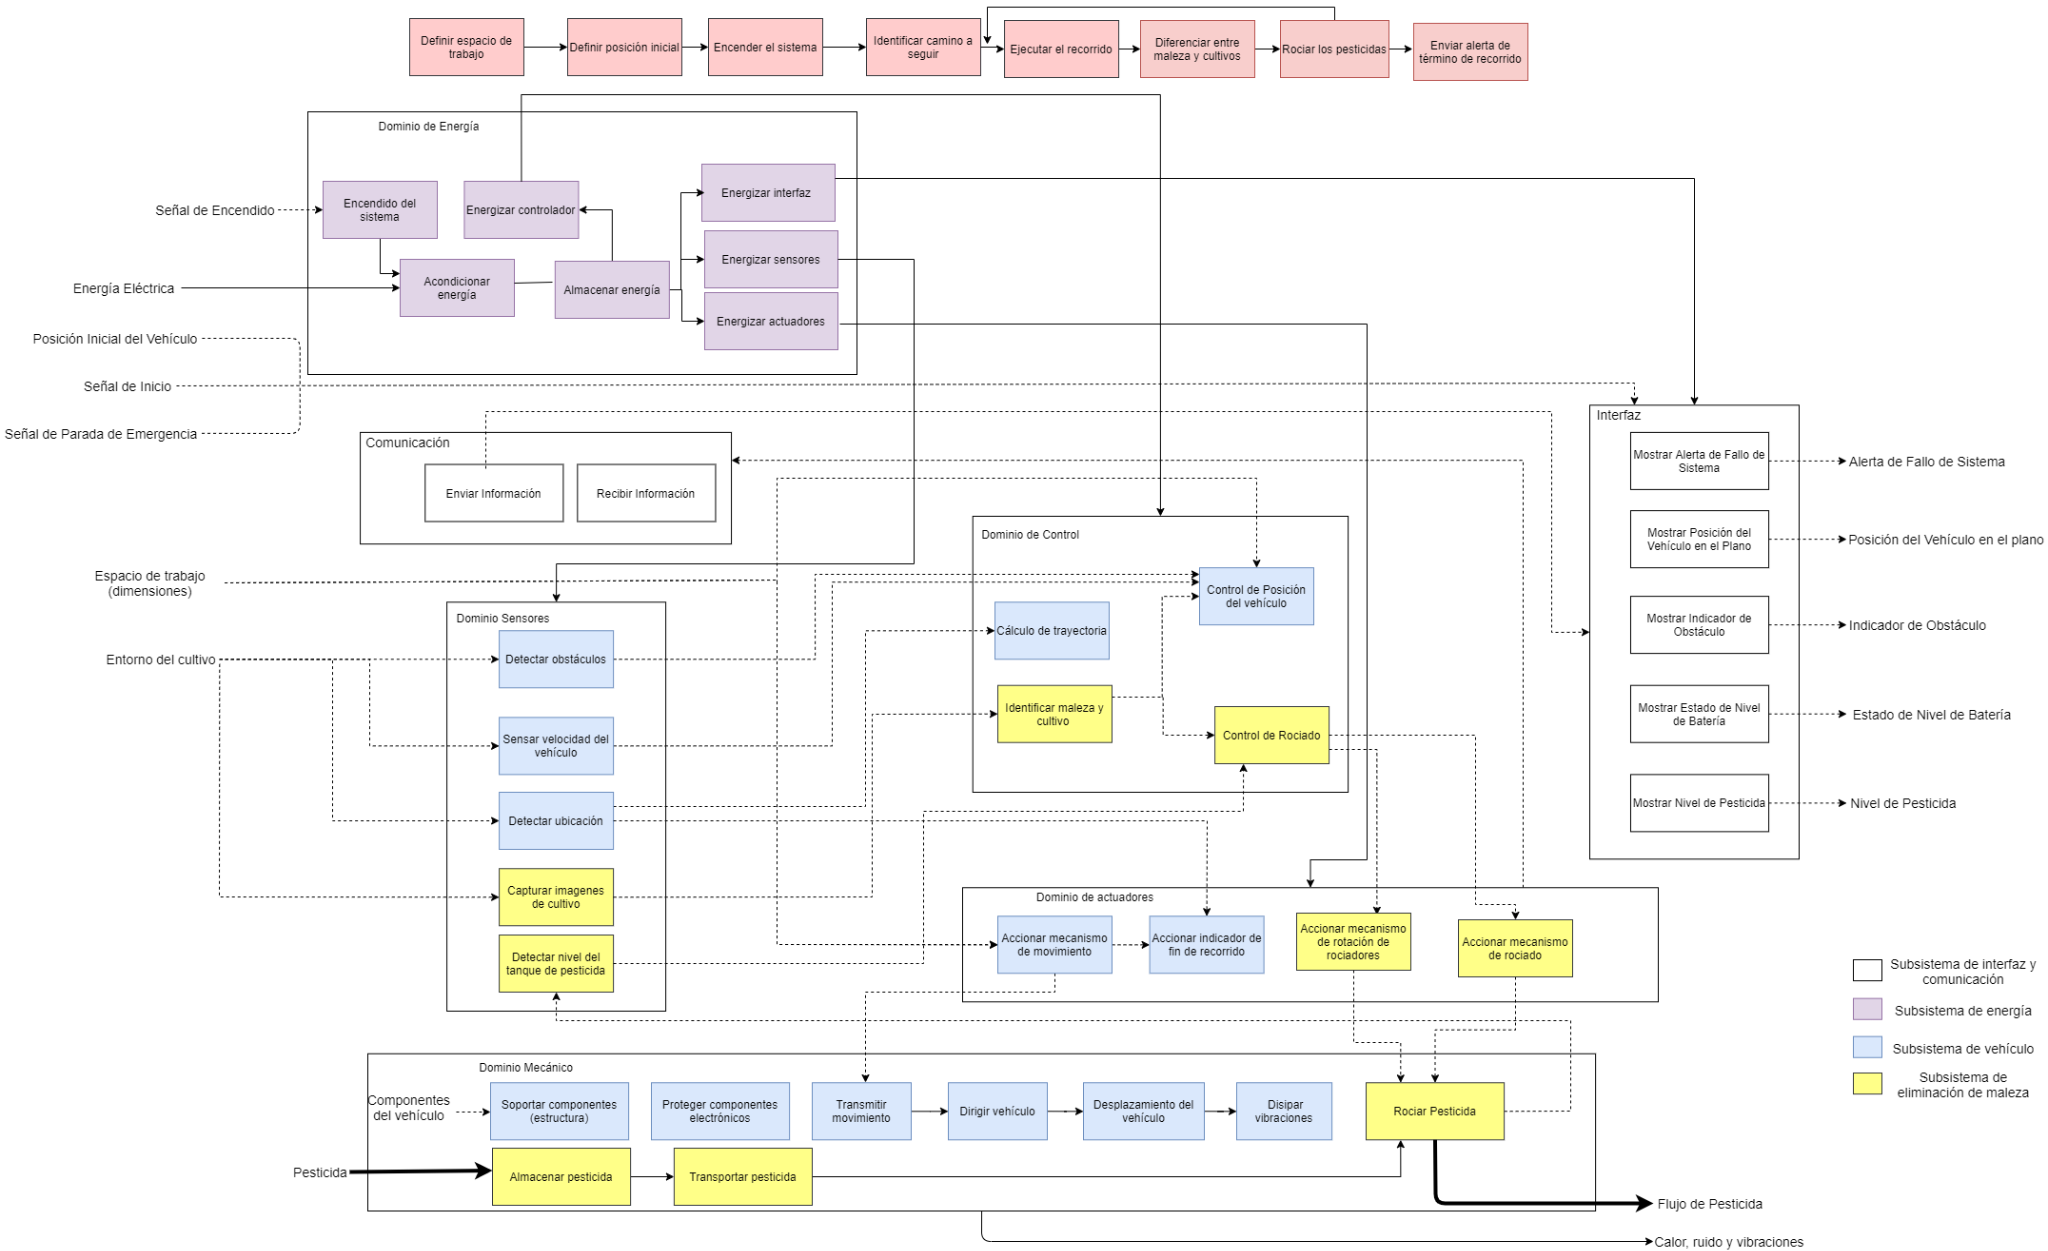 Definir espacio de
trabajo
Definir posición inicial
Encender el sistema
Identificar camino a
seguir
Ejecutar el recorrido
Diferenciar entre
maleza y cultivos
Rociar los pesticidas
Enviar alerta de
término de recorrido
Dominio de Energía
Señal de Encendido
Encendido del
sistema
Energizar controlador
Energizar interfaz
Energizar sensores
Energía Eléctrica
Acondicionar
energía
Almacenar energía
Energizar actuadores
Posición Inicial del Vehículo
Señal de Inicio
Señal de Parada de Emergencia
Comunicación
Enviar Información
Recibir Información
Interfaz
Mostrar Alerta de Fallo de
Sistema
Alerta de Fallo de Sistema
Mostrar Posición del
Vehículo en el Plano
Posición del Vehículo en el plano
Mostrar Indicador de
Obstáculo
Indicador de Obstáculo
Mostrar Estado de Nivel
de Batería
Estado de Nivel de Batería
Mostrar Nivel de Pesticida
Nivel de Pesticida
Dominio de Control
Control de Posición
del vehículo
Cálculo de trayectoria
Identificar maleza y
cultivo
Control de Rociado
Espacio de trabajo
(dimensiones)
Entorno del cultivo
Dominio Sensores
Detectar obstáculos
Sensar velocidad del
vehículo
Detectar ubicación
Capturar imagenes
de cultivo
Detectar nivel del
tanque de pesticida
Dominio de actuadores
Accionar mecanismo
de movimiento
Accionar indicador de
fin de recorrido
Accionar mecanismo
de rotación de
rociadores
Accionar mecanismo
de rociado
Subsistema de interfaz y
comunicación
Subsistema de energía
Subsistema de vehículo
Subsistema de
eliminación de maleza
Dominio Mecánico
Componentes
del vehículo
Soportar componentes
(estructura)
Proteger componentes
electrónicos
Transmitir
movimiento
Dirigir vehículo
Desplazamiento del
vehículo
Disipar
vibraciones
Rociar Pesticida
Pesticida
Almacenar pesticida
Transportar pesticida
Flujo de Pesticida
Calor, ruido y vibraciones